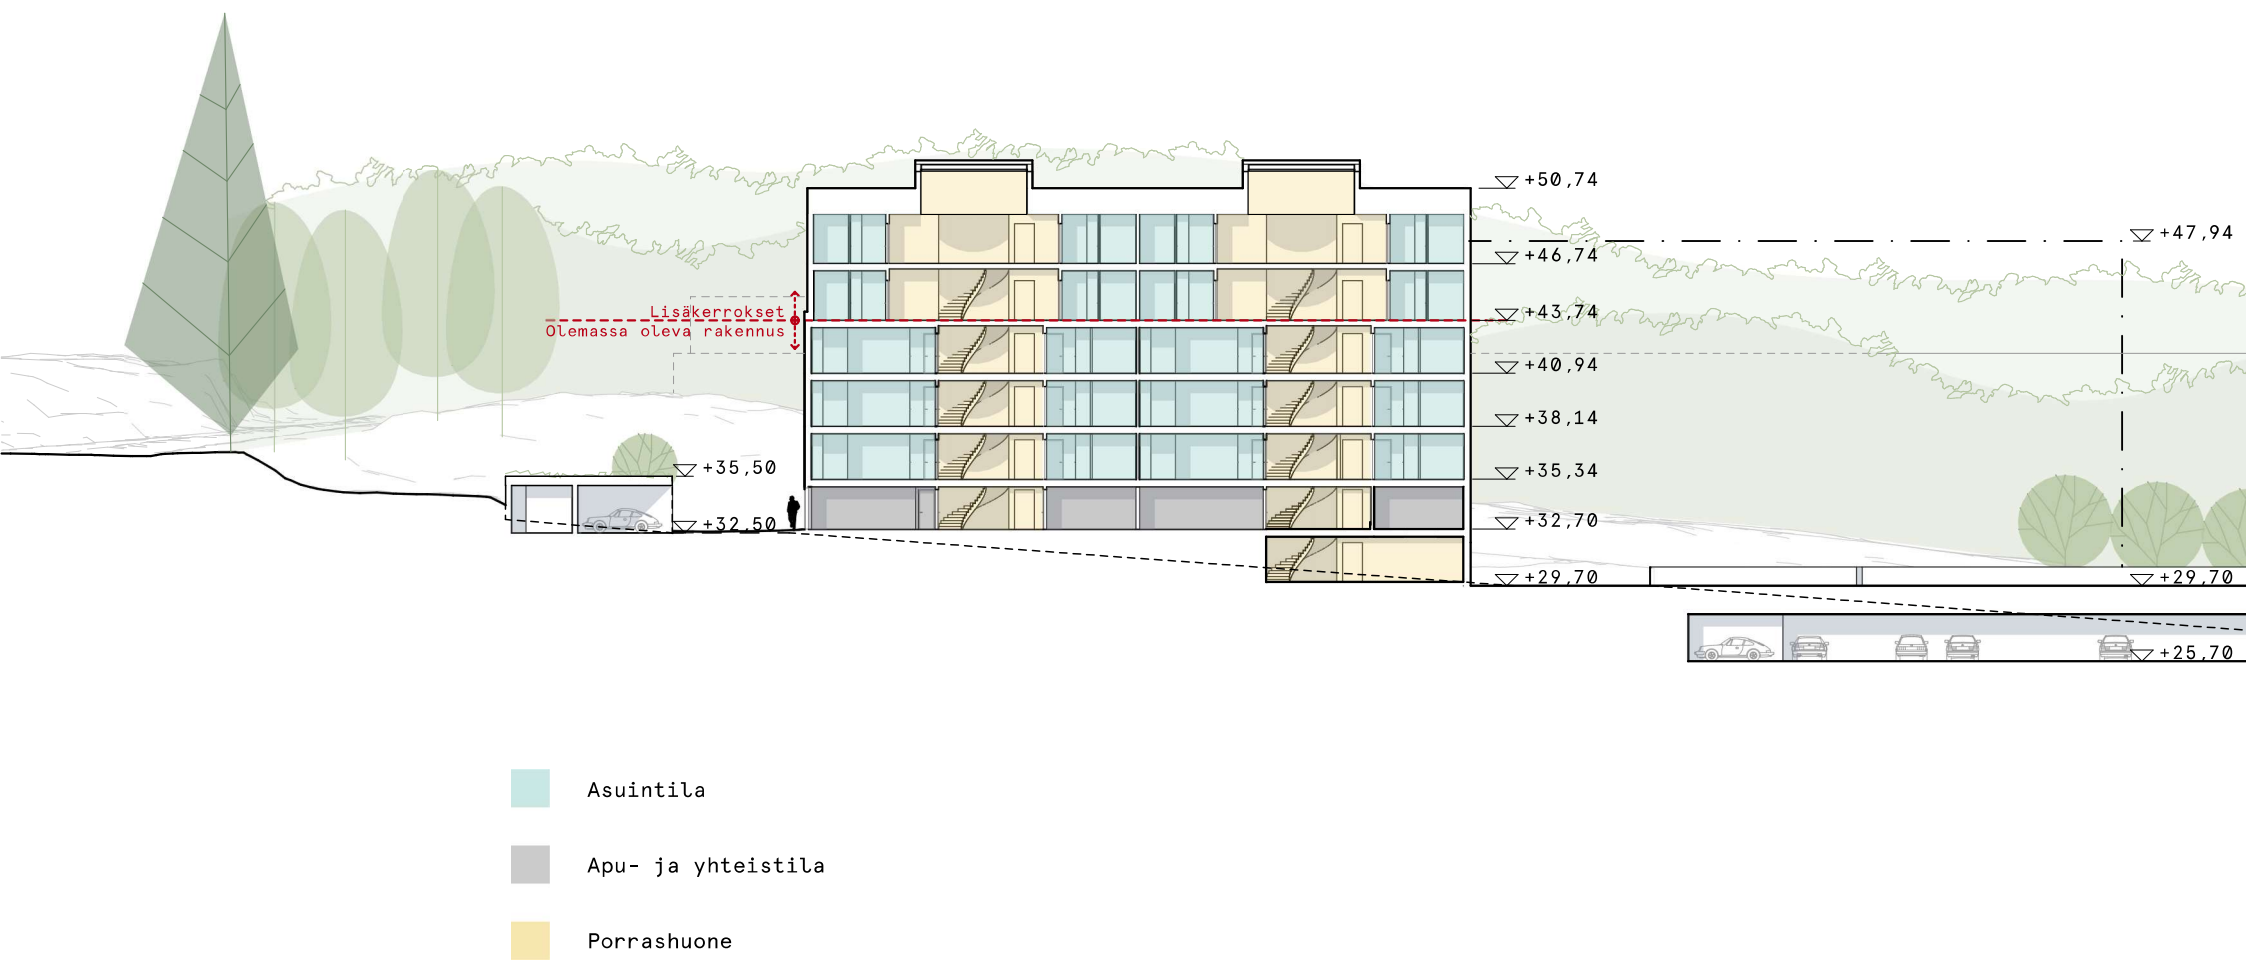 +50,74
+47,94
+46,74
Lisäkerrokset
+43,74
Olemassa oleva rakennus
+40,94
+38,14
+35,50
+35,34
+32,50
+32,70
+29,70
+29,70
+25,70
Asuintila
Apu- ja yhteistila
Porrashuone